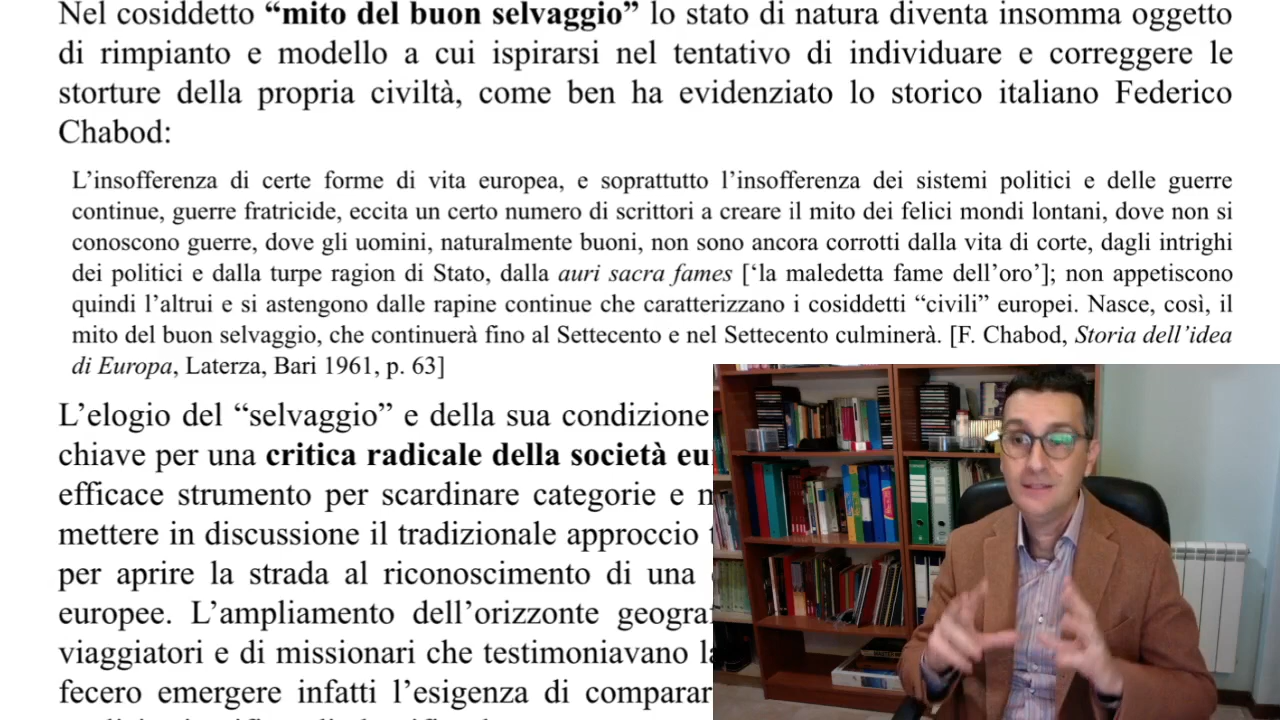 Nel cosiddetto “mito del buon selvaggio” lo stato di natura diventa insomma oggetto
di rimpianto e modello a cui ispirarsi nel tentativo di individuare e correggere le
storture della propria civiltà, come ben ha evidenziato lo storico italiano Federico
Chabod:
L’insofferenza di certe forme di vita europea, e soprattutto l’insofferenza dei sistemi politici e delle guerre
continue, guerre fratricide, eccita un certo numero di scrittori a creare il mito dei felici mondi lontani, dove non si
conoscono guerre, dove gli uomini, naturalmente buoni, non sono ancora corrotti dalla vita di corte, dagli intrighi
dei politici e dalla turpe ragion di Stato, dalla auri sacra fames [‘la maledetta fame dell’oro’]; non appetiscono
quindi l’altrui e si astengono dalle rapine continue che caratterizzano i cosiddetti “civili” europei. Nasce, così, il
mito del buon selvaggio, che continuerà fino al Settecento e nel Settecento culminerà. [F. Chabod, Storia dell’idea
di Europa, Laterza, Bari 1961, p. 63]
L’elogio del “selvaggio” e della sua condizione
chiave per una critica radicale della società eu
efficace strumento per scardinare categorie e
mettere in discussione il tradizionale approccio
per aprire la strada al riconoscimento di una
europee. L’ampliamento dell’orizzonte geogra
viaggiatori e di missionari che testimoniavano
fecero emergere infatti l’esigenza di comparar